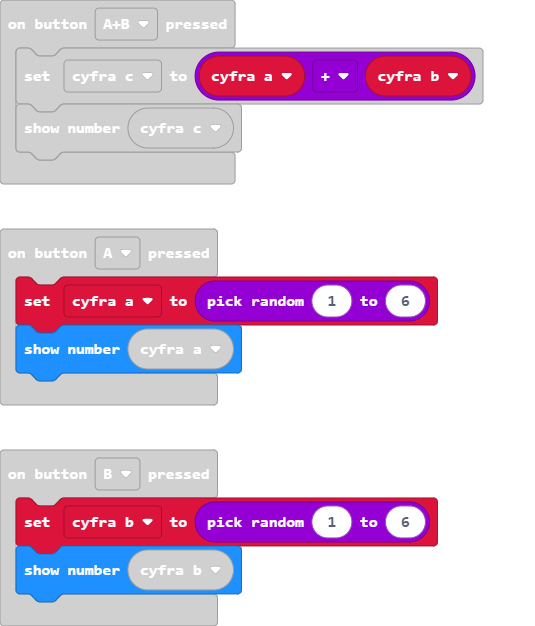 on button A+B pressed
set cyfra c to cyfra a + cyfra b
show number cyfra c
on button A pressed
set cyfra a to pick random 1 to 6
show number cyfra a
on button B pressed
set cyfra b to pick random 1 to 6
show number cyfra b